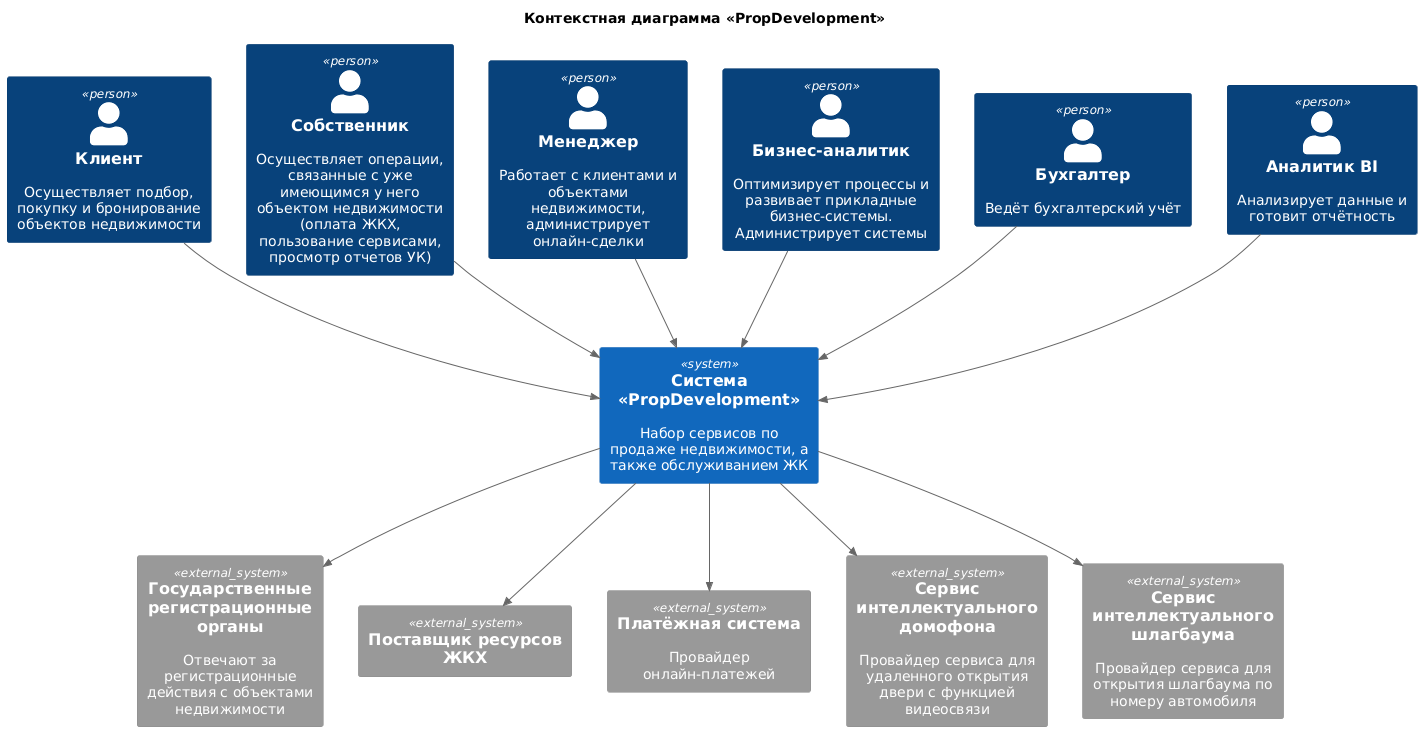 Контекстная диаграмма «PropDevelopment»
«person»
Клиент
Осуществляет подбор,
покупку и бронирование
объектов недвижимости
«person»
Собственник
Осуществляет операции,
связанные с уже
имеющимся у него
объектом недвижимости
(оплата ЖКХ,
пользование сервисами,
просмотр отчетов УК)
«person»
Менеджер
Работает с клиентами и
объектами
недвижимости,
администрирует
онлайн-сделки
«person»
Бизнес-аналитик
Оптимизирует процессы и
развивает прикладные
бизнес-системы.
Администрирует системы
«person»
Бухгалтер
Ведёт бухгалтерский учёт
«person»
Аналитик BI
Анализирует данные и
готовит отчётность
«system»
Система
«PropDevelopment»
Набор сервисов по
продаже недвижимости, а
также обслуживанием ЖК
«external_system»
Государственные
регистрационные
органы
Отвечают за
регистрационные
действия с объектами
недвижимости
«external_system»
Поставщик ресурсов
ЖКХ
«external_system»
Платёжная система
Провайдер
онлайн-платежей
«external_system»
Сервис
интеллектуального
домофона
Провайдер сервиса для
удаленного открытия
двери с функцией
видеосвязи
«external_system»
Сервис
интеллектуального
шлагбаума
Провайдер сервиса для
открытия шлагбаума по
номеру автомобиля